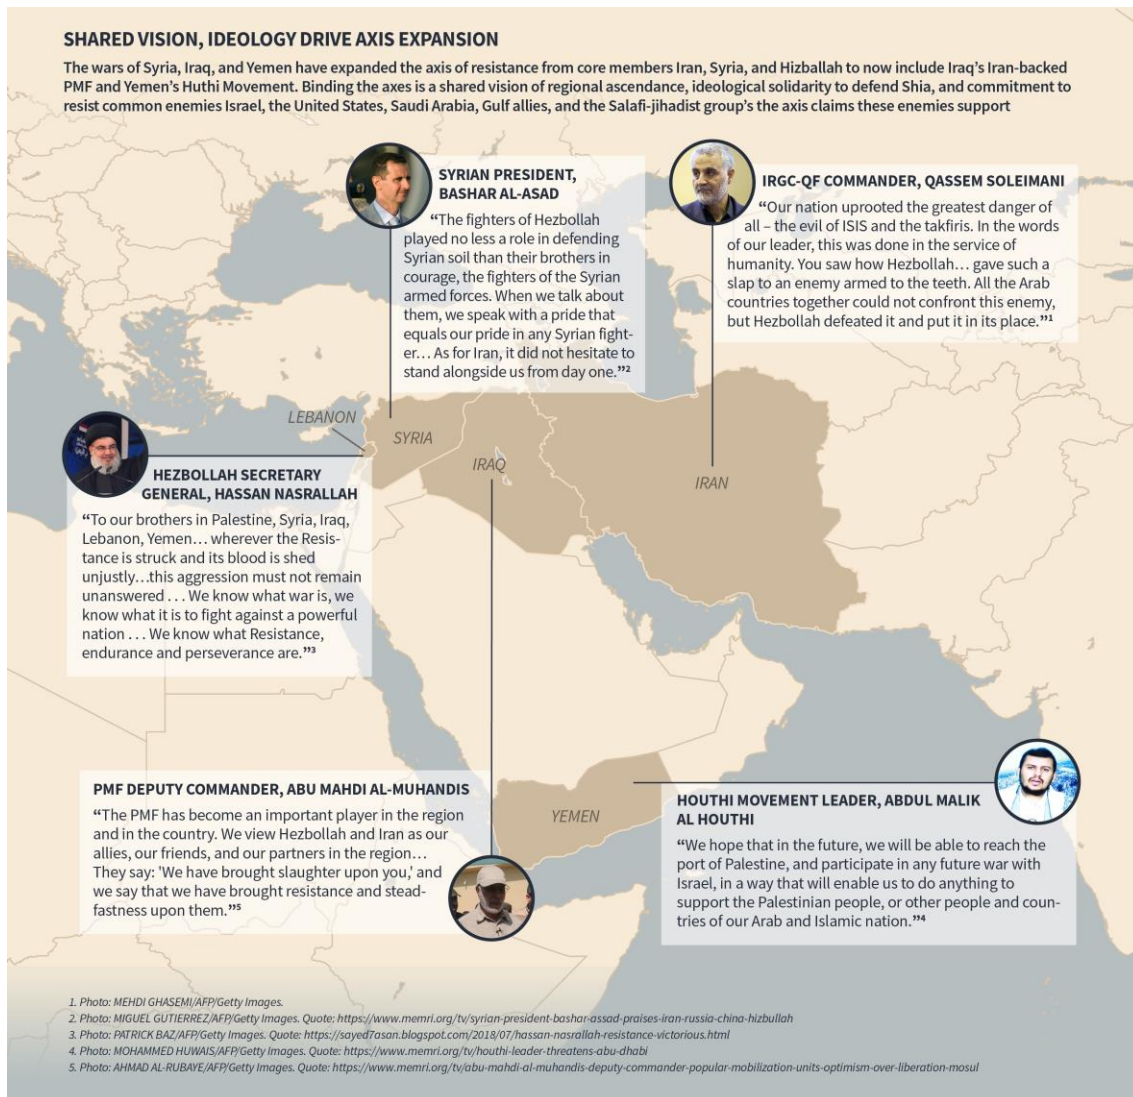 SHARED VISION, IDEOLOGY DRIVE AXIS EXPANSION
The wars of Syria, Iraq, and Yemen have expanded the axis of resistance from core members Iran, Syria, and Hizballah to now include Iraq's Iran-backed
PMF and Yemen's Huthi Movement. Binding the axes is a shared vision of regional ascendance, ideological solidarity to defend Shia, and commitment to
resist common enemies Israel, the United States, Saudi Arabia, Gulf allies, and the Salafi-jihadist group's the axis claims these enemies support
SYRIAN PRESIDENT,
BASHAR AL-ASAD
“The fighters of Hezbollah
played no less a role in defending
Syrian soil than their brothers in
courage, the fighters of the Syrian
armed forces. When we talk about
them, we speak with a pride that
equals our pride in any Syrian fight-
er… As for Iran, it did not hesitate to
stand alongside us from day one.”2
IRGC-QF COMMANDER, QASSEM SOLEIMANI
“Our nation uprooted the greatest danger of
all – the evil of ISIS and the takfiris. In the words
of our leader, this was done in the service of
humanity. You saw how Hezbollah… gave such a
slap to an enemy armed to the teeth. All the Arab
countries together could not confront this enemy,
but Hezbollah defeated it and put it in its place.”1
LEBANON
SYRIA
IRAQ
IRAN
HEZBOLLAH SECRETARY
GENERAL, HASSAN NASRALLAH
“To our brothers in Palestine, Syria, Iraq,
Lebanon, Yemen… wherever the Resis-
tance is struck and its blood is shed
unjustly…this aggression must not remain
unanswered . . . We know what war is, we
know what it is to fight against a powerful
nation . . . We know what Resistance,
endurance and perseverance are.”3
PMF DEPUTY COMMANDER, ABU MAHDI AL-MUHANDIS
“The PMF has become an important player in the region
and in the country. We view Hezbollah and Iran as our
allies, our friends, and our partners in the region…
They say: 'We have brought slaughter upon you,' and
we say that we have brought resistance and stead-
fastness upon them.”5
YEMEN
HOUTHI MOVEMENT LEADER, ABDUL MALIK
AL HOUTHI
“We hope that in the future, we will be able to reach the
port of Palestine, and participate in any future war with
Israel, in a way that will enable us to do anything to
support the Palestinian people, or other people and coun-
tries of our Arab and Islamic nation.”4
1. Photo: MEHDI GHASEMI/AFP/Getty Images.
2. Photo: MIGUEL GUTIERREZ/AFP/Getty Images. Quote: https://www.memri.org/tv/syrian-president-bashar-assad-praises-iran-russia-china-hizbullah
3. Photo: PATRICK BAZ/AFP/Getty Images. Quote: https://sayed7asan.blogspot.com/2018/07/hassan-nasrallah-resistance-victorious.html
4. Photo: MOHAMMED HUWAIS/AFP/Getty Images. Quote: https://www.memri.org/tv/houthi-leader-threatens-abu-dhabi
5. Photo: AHMAD AL-RUBAYE/AFP/Getty Images. Quote: https://www.memri.org/tv/abu-mahdi-al-muhandis-deputy-commander-popular-mobilization-units-optimism-over-liberation-mosul